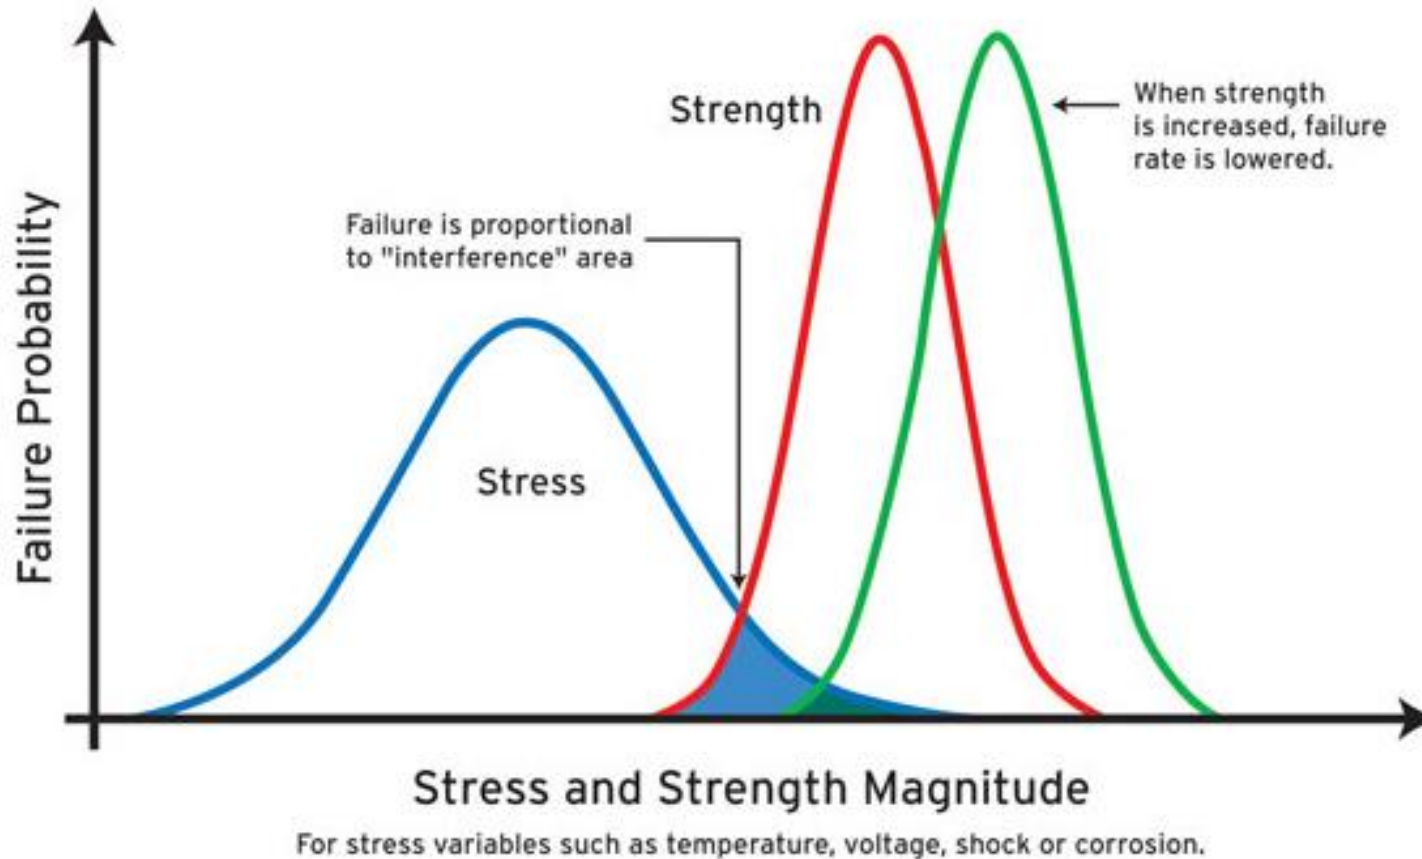 Strength
When strength
is increased, failure
rate is lowered.
Failure is proportional
to "interference" area
Stress
Failure Probability
Stress and Strength Magnitude
For stress variables such as temperature, voltage, shock or corrosion.